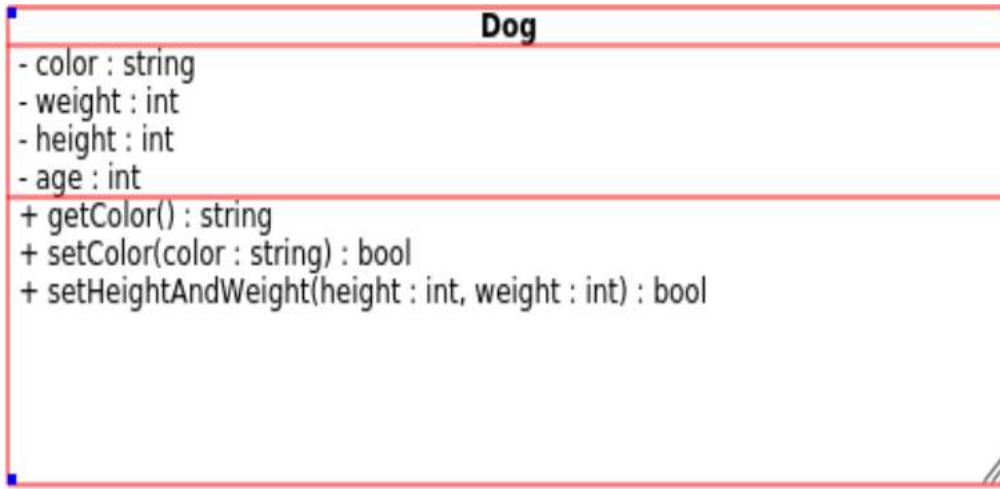 Dog
- color : string
- weight : int
- height : int
- age : int
+ getColor() : string
+ setColor(color : string) : bool
+ setHeightAndWeight(height : int, weight : int) : bool